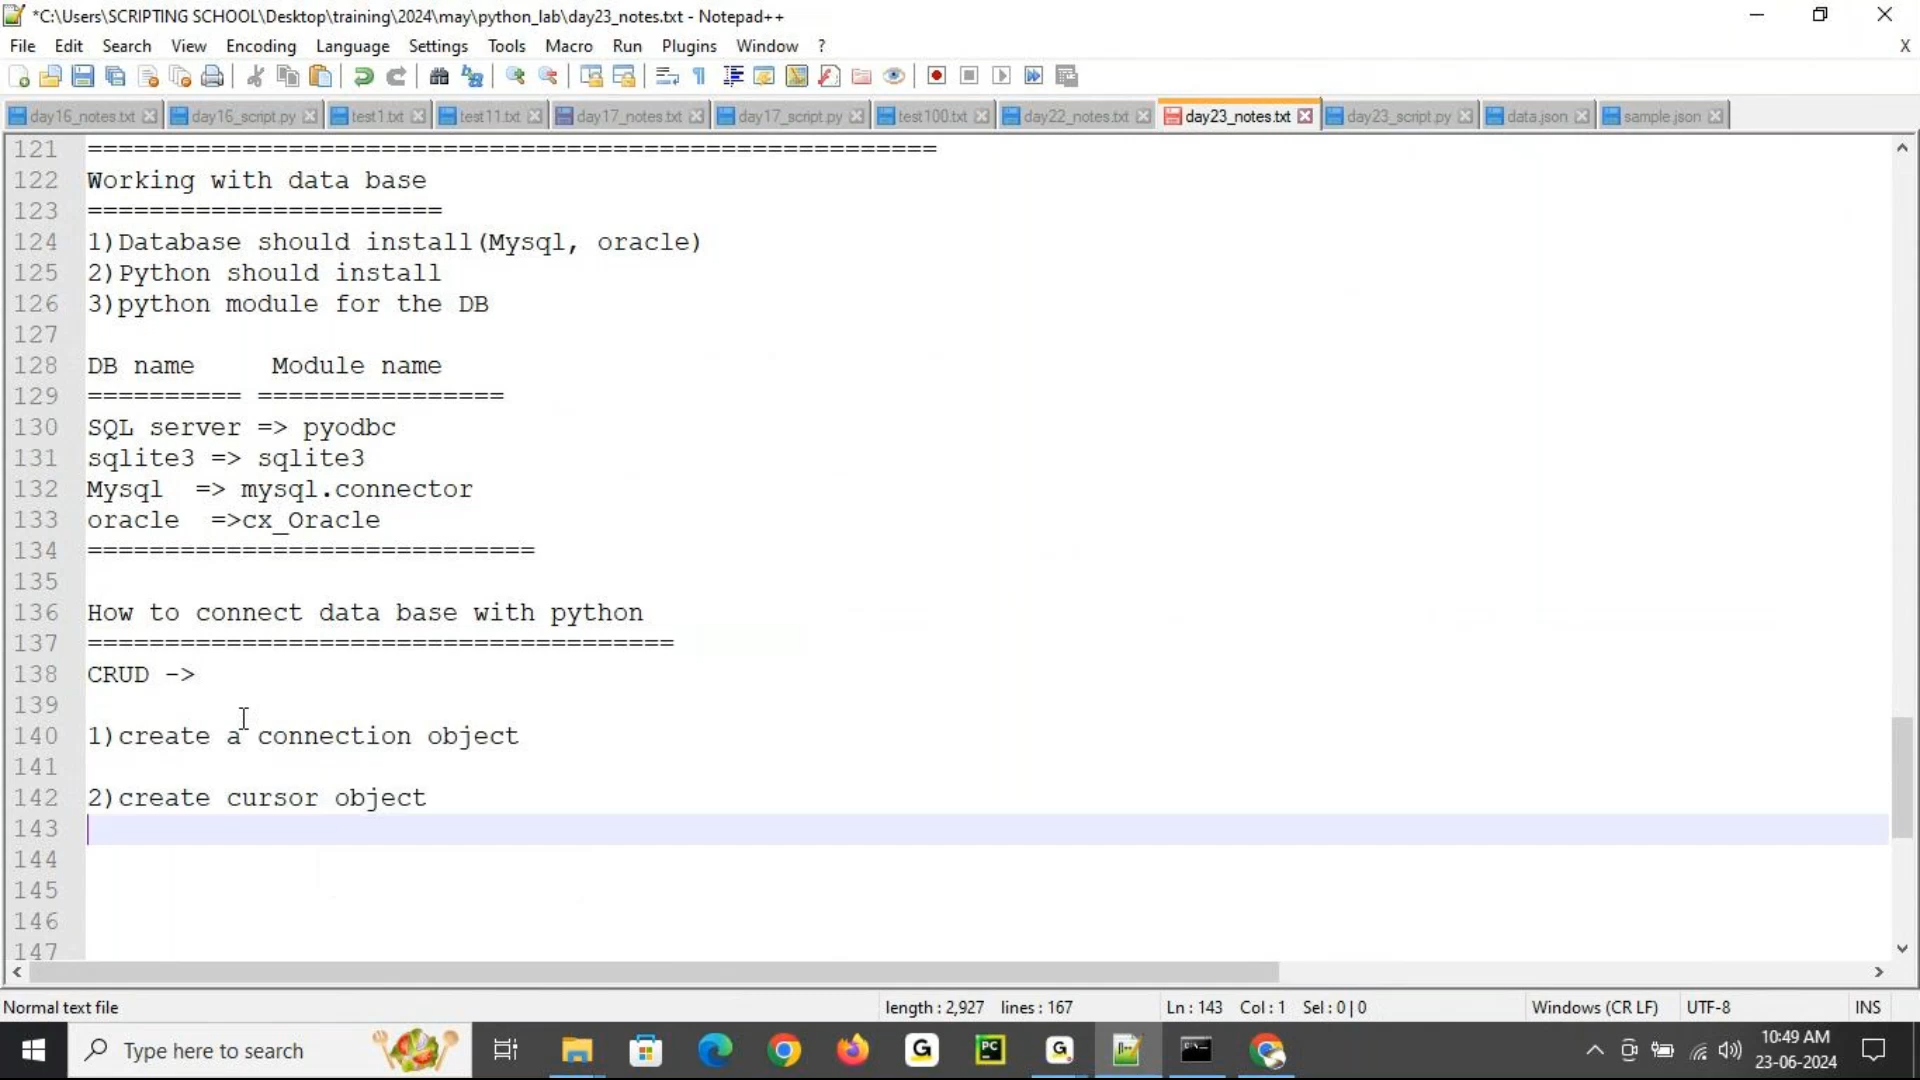 *C:\Users\SCRIPTING SCHOOL\Desktop\training\2024\may\python_lab\day23_notes.txt - Notepad++
File Edit Search View Encoding Language Settings Tools Macro Run Plugins Window ? X
day16_notes.txt day16_script.py test1.txt test11.txt day17_notes.txt day17_script.py test100.txt day22_notes.txt day23_notes.txt day23_script.py data.json sample.json
121 =======================================================
122 Working with data base
123 =======================
124 1)Database should install(Mysql, oracle)
125 2)Python should install
126 3)python module for the DB
127
128 DB name     Module name
129 ========== ================
130 SQL server => pyodbc
131 sqlite3 => sqlite3
132 Mysql  => mysql.connector
133 oracle  =>cx_Oracle
134 =============================
135
136 How to connect data base with python
137 ======================================
138 CRUD ->
139
140 1)create a connection object
141
142 2)create cursor object
143
144
145
146
147
Normal text file length : 2,927 lines : 167 Ln : 143 Col : 1 Sel : 0 | 0 Windows (CR LF) UTF-8 INS
Type here to search
10:49 AM
23-06-2024